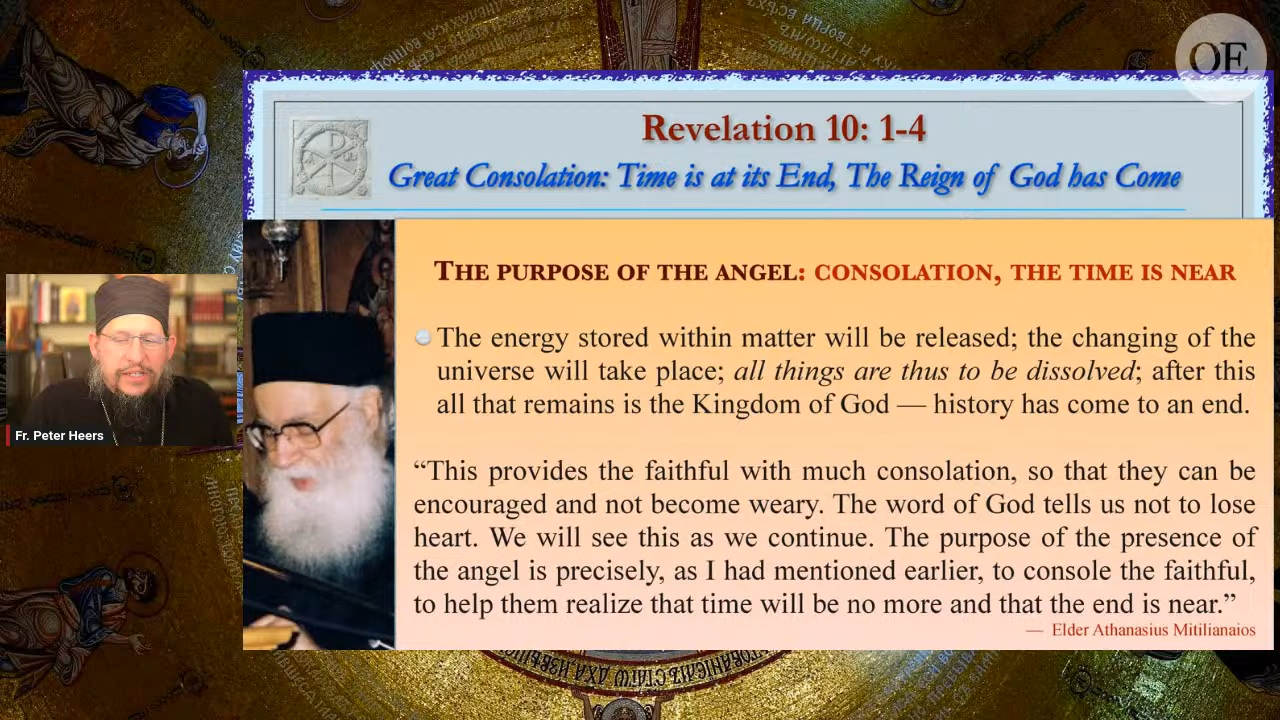 OE
Revelation 10: 1-4
Great Consolation: Time is at its End, The Reign of God has Come
THE PURPOSE OF THE ANGEL: CONSOLATION, THE TIME IS NEAR
The energy stored within matter will be released; the changing of the
universe will take place; all things are thus to be dissolved; after this
all that remains is the Kingdom of God — history has come to an end.
“This provides the faithful with much consolation, so that they can be
encouraged and not become weary. The word of God tells us not to lose
heart. We will see this as we continue. The purpose of the presence of
the angel is precisely, as I had mentioned earlier, to console the faithful,
to help them realize that time will be no more and that the end is near.”
— Elder Athanasius Mitilianaios
Fr. Peter Heers